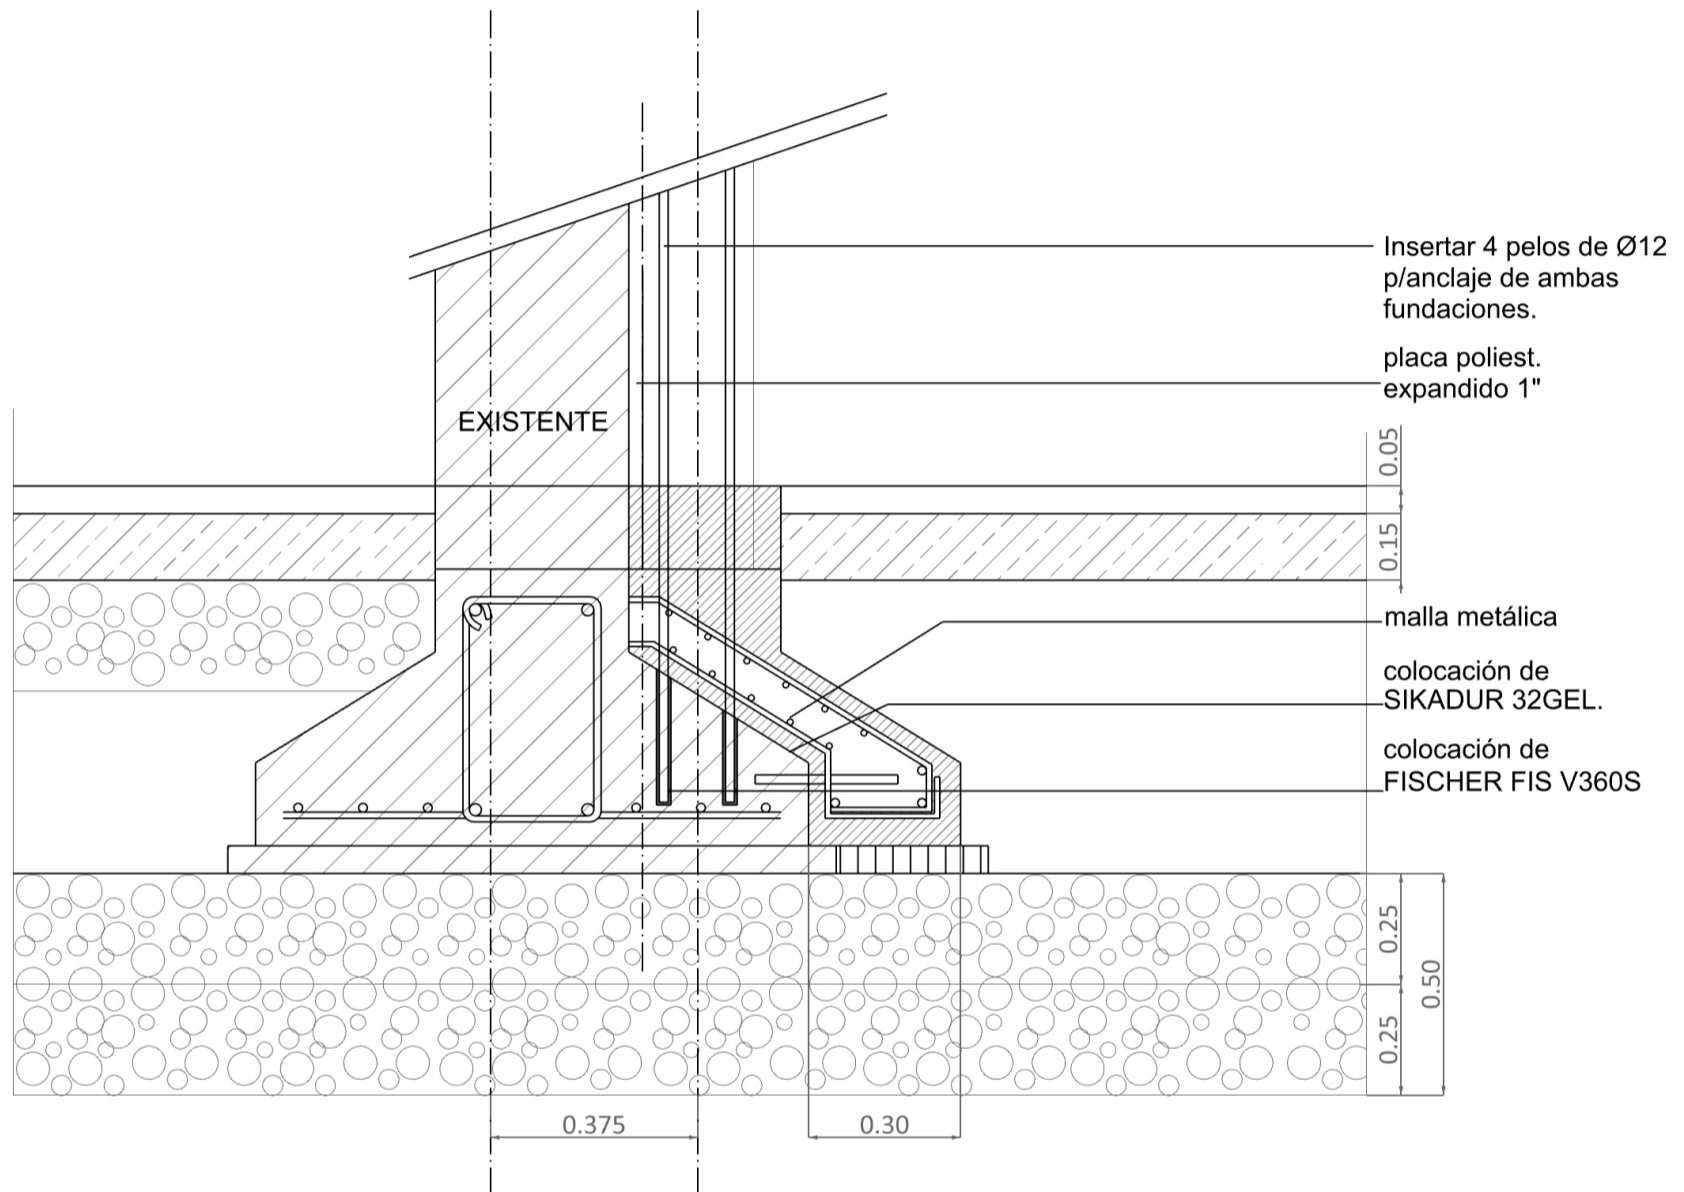 Insertar 4 pelos de Ø12
p/anclaje de ambas
fundaciones.
placa poliest.
expandido 1"
EXISTENTE
0.05
0.15
malla metálica
colocación de
SIKADUR 32GEL.
colocación de
FISCHER FIS V360S
0.25
0.50
0.25
0.375
0.30